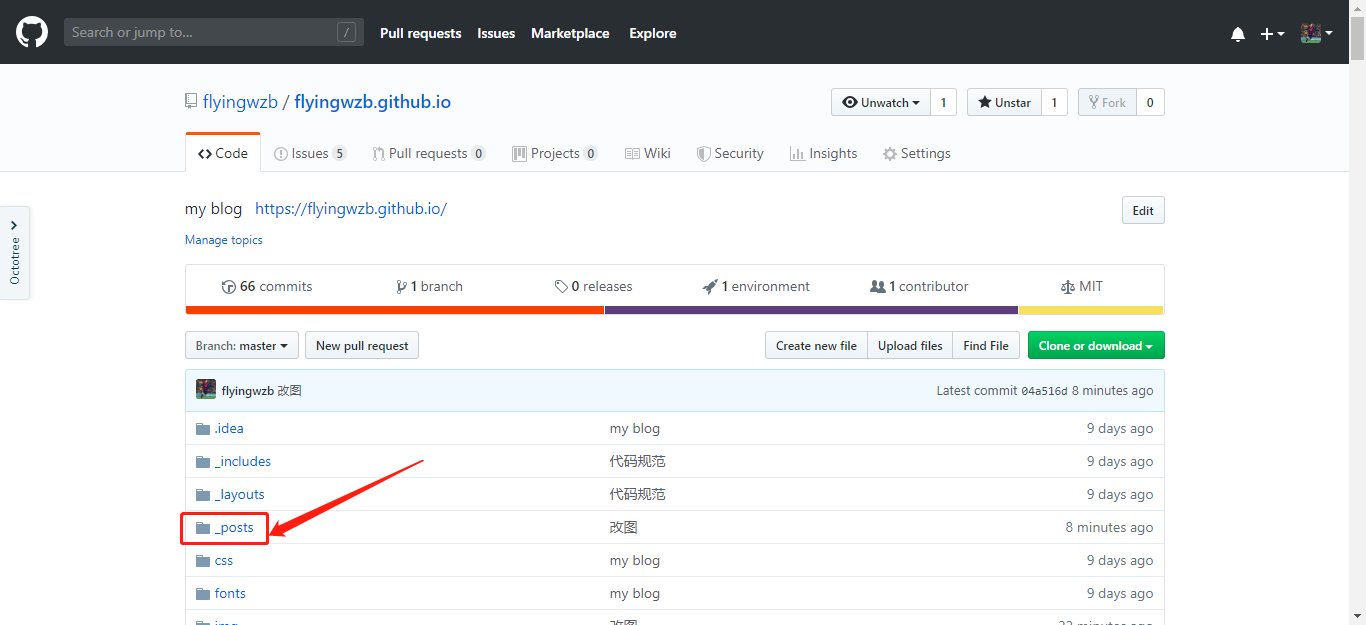 Search or jump to... / Pull requests Issues Marketplace Explore
flyingwzb / flyingwzb.github.io Unwatch 1 Unstar 1 Fork 0
Code Issues 5 Pull requests 0 Projects 0 Wiki Security Insights Settings
my blog https://flyingwzb.github.io/ Edit
Manage topics
Octotree
66 commits 1 branch 0 releases 1 environment 1 contributor MIT
Branch: master New pull request Create new file Upload files Find File Clone or download
flyingwzb 改图 Latest commit 04a516d 8 minutes ago
.idea my blog 9 days ago
_includes 代码规范 9 days ago
_layouts 代码规范 9 days ago
_posts 改图 8 minutes ago
css my blog 9 days ago
fonts my blog 9 days ago
img 改图 22 minutes ago